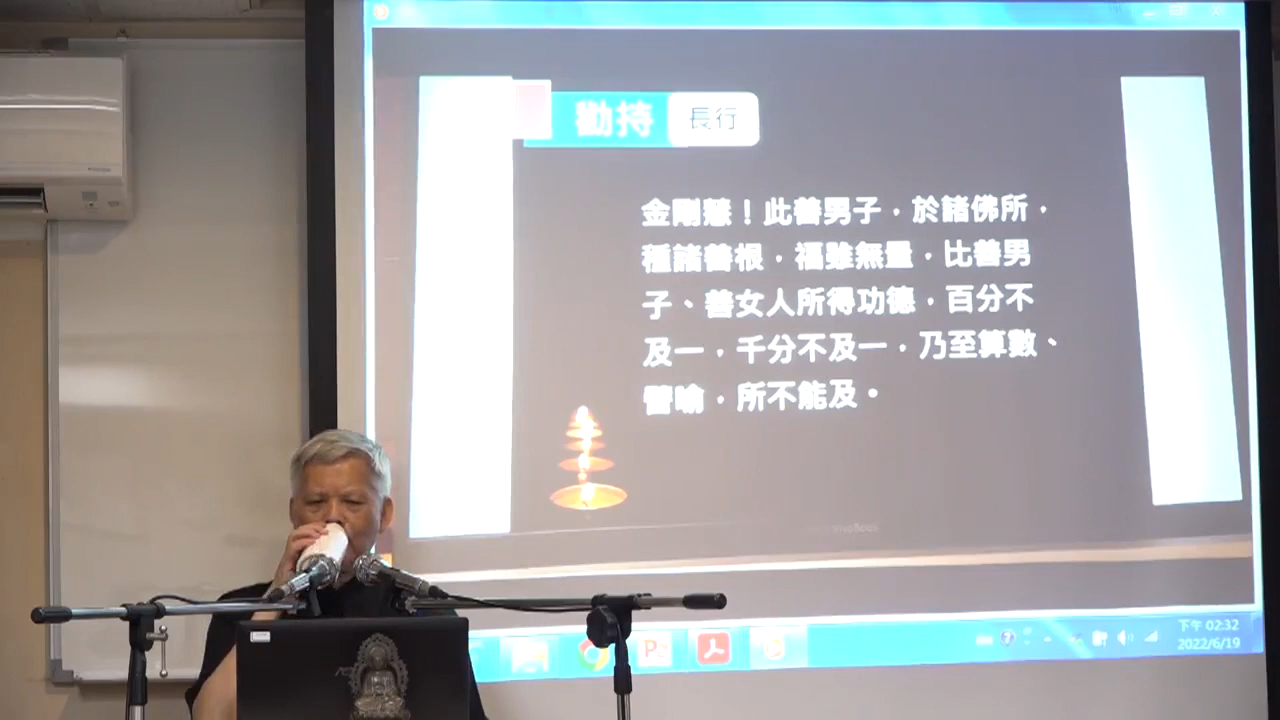 勸持
長行
金剛慧！此善男子，於諸佛所，
種諸善根，福雖無量，比善男
子、善女人所得功德，百分不
及一，千分不及一，乃至算數、
譬喻，所不能及。
VivoBook
下午 02:32
2022/6/19